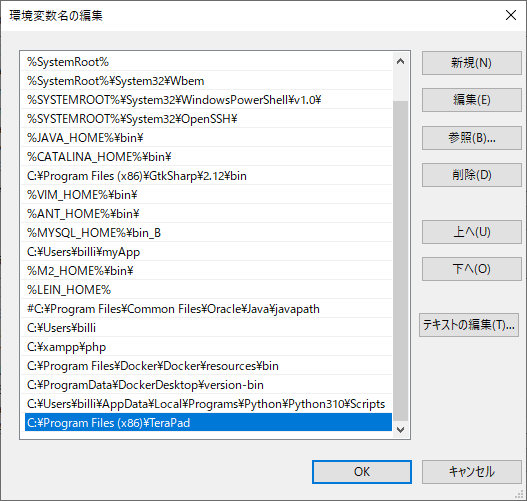 環境変数名の編集
%SystemRoot%
%SystemRoot%¥System32¥Wbem
%SYSTEMROOT%¥System32¥WindowsPowerShell¥v1.0¥
%SYSTEMROOT%¥System32¥OpenSSH¥
%JAVA_HOME%¥bin¥
%CATALINA_HOME%¥bin¥
C:¥Program Files (x86)¥GtkSharp¥2.12¥bin
%VIM_HOME%¥bin¥
%ANT_HOME%¥bin¥
%MYSQL_HOME%¥bin_B
C:¥Users¥billi¥myApp
%M2_HOME%¥bin¥
%LEIN_HOME%
#C:¥Program Files¥Common Files¥Oracle¥Java¥javapath
C:¥Users¥billi
C:¥xampp¥php
C:¥Program Files¥Docker¥Docker¥resources¥bin
C:¥ProgramData¥DockerDesktop¥version-bin
C:¥Users¥billi¥AppData¥Local¥Programs¥Python¥Python310¥Scripts
C:¥Program Files (x86)¥TeraPad
新規(N)
編集(E)
参照(B)...
削除(D)
上へ(U)
下へ(O)
テキストの編集(T)...
OK
キャンセル